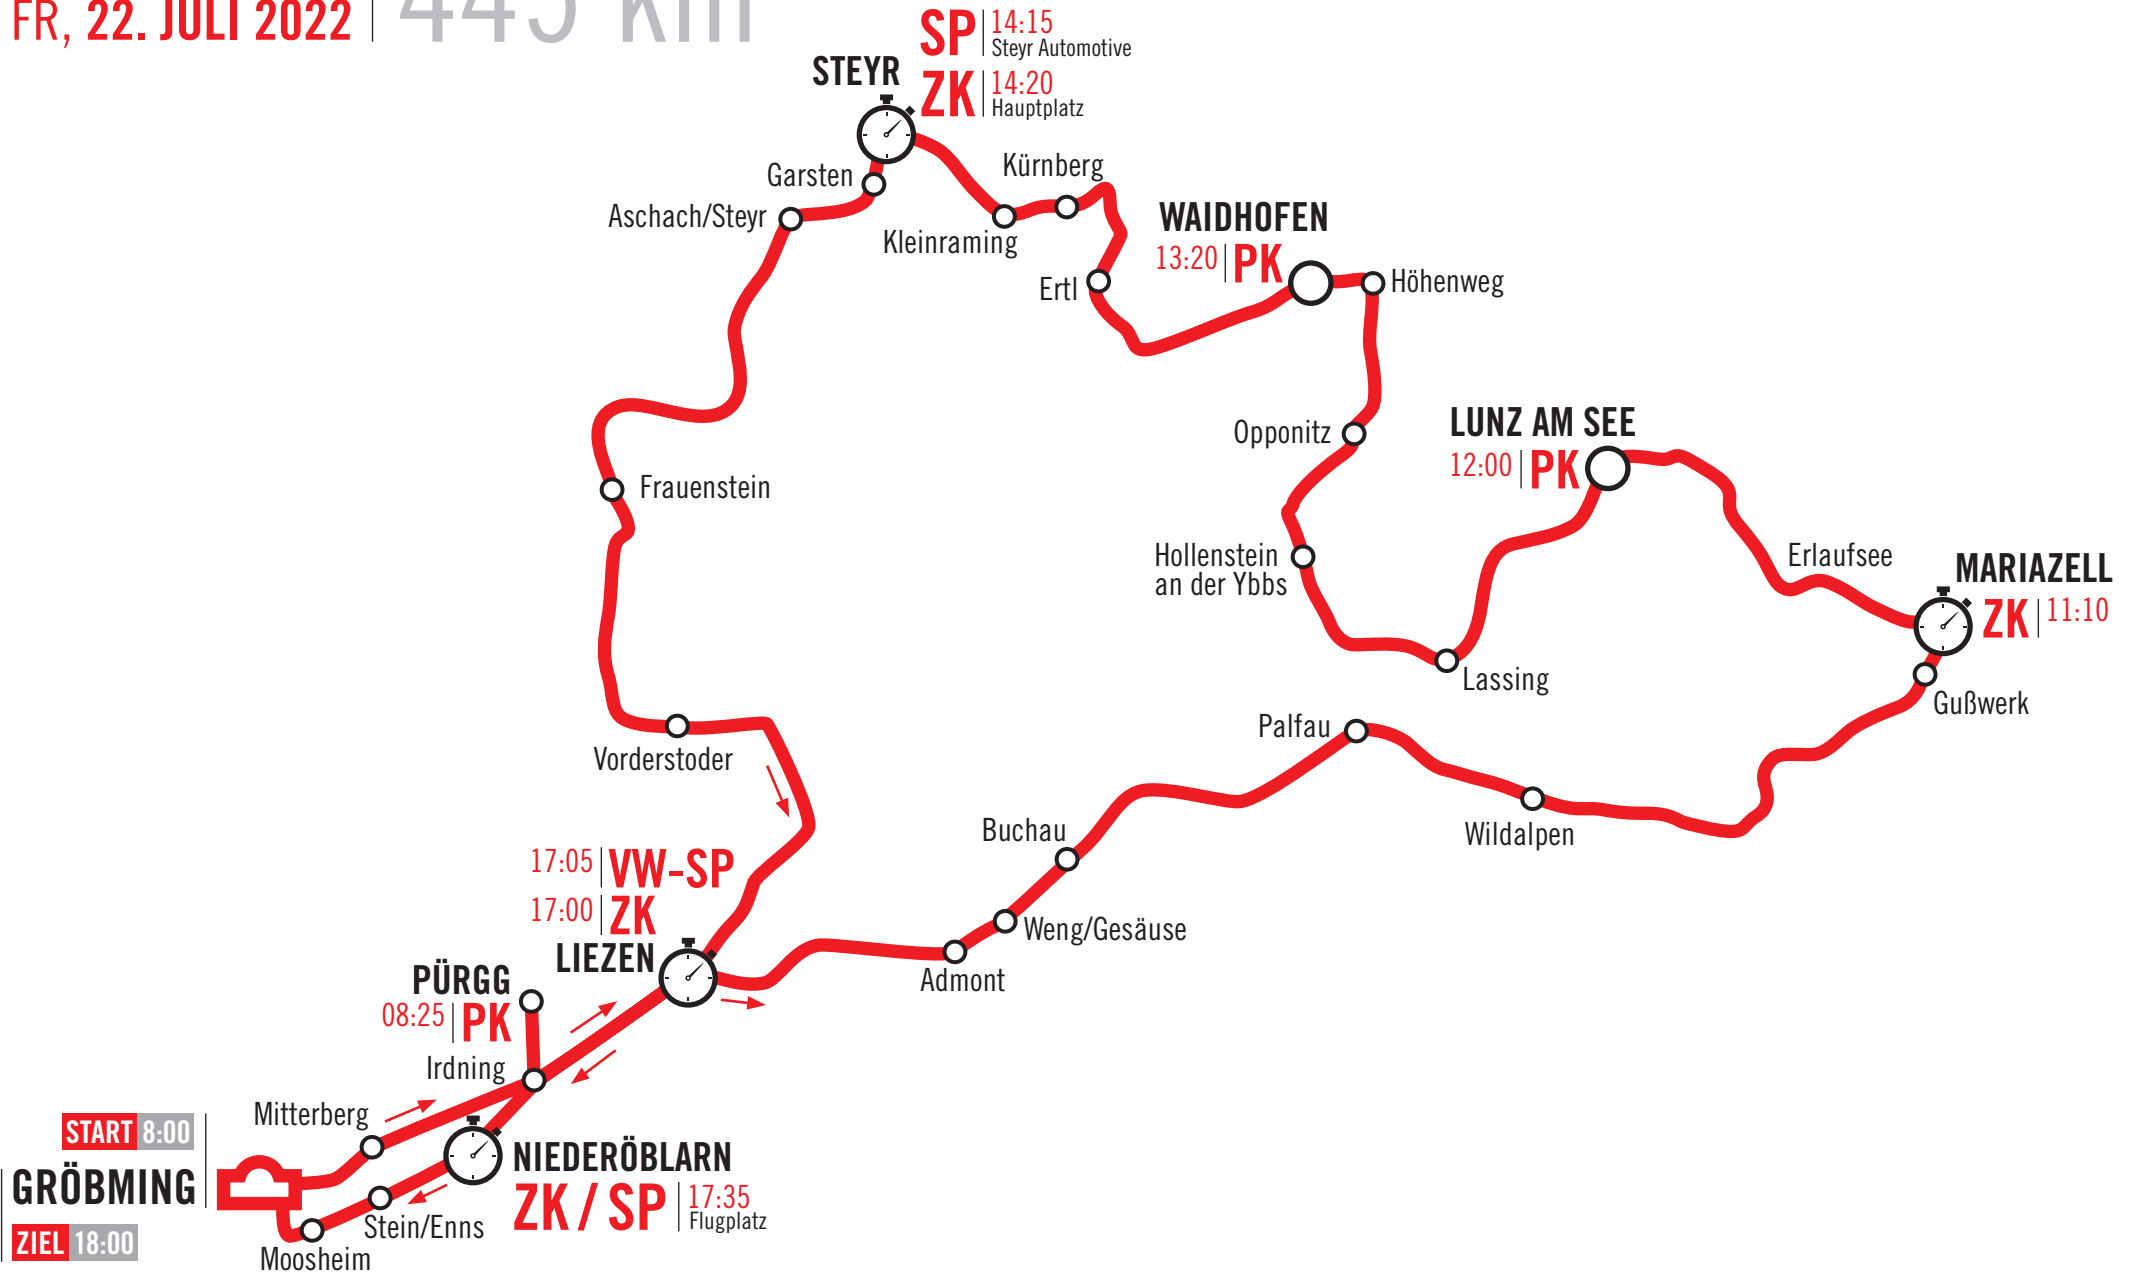 FR, 22. JULI 2022 | 445 km
STEYR
SP | 14:15
Steyr Automotive
ZK | 14:20
Hauptplatz
Garsten
Aschach/Steyr
Kürnberg
Kleinraming
Ertl
WAIDHOFEN
13:20 | PK
Höhenweg
Opponitz
LUNZ AM SEE
12:00 | PK
Frauenstein
Hollenstein
an der Ybbs
Erlaufsee
MARIAZELL
ZK | 11:10
Lassing
Gußwerk
Palfau
Vorderstoder
Wildalpen
Buchau
17:05 | VW-SP
17:00 | ZK
LIEZEN
Weng/Gesäuse
Admont
PÜRGG
08:25 | PK
Irdning
Mitterberg
START 8:00
GRÖBMING
ZIEL 18:00
NIEDERÖBLARN
ZK / SP | 17:35
Flugplatz
Stein/Enns
Moosheim